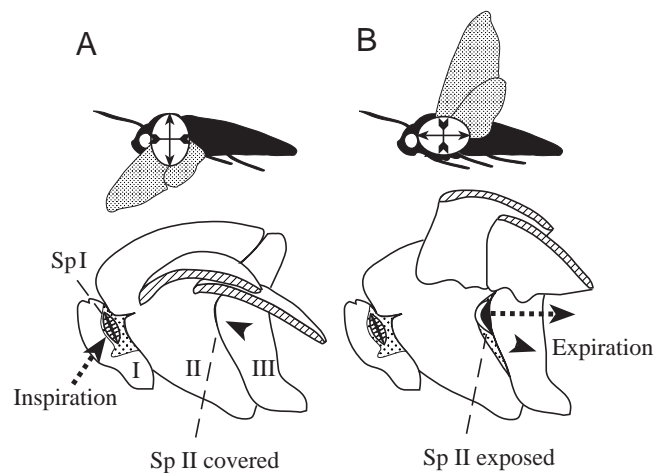 A
B
Sp I
I
II
III
Inspiration
Expiration
Sp II covered
Sp II exposed